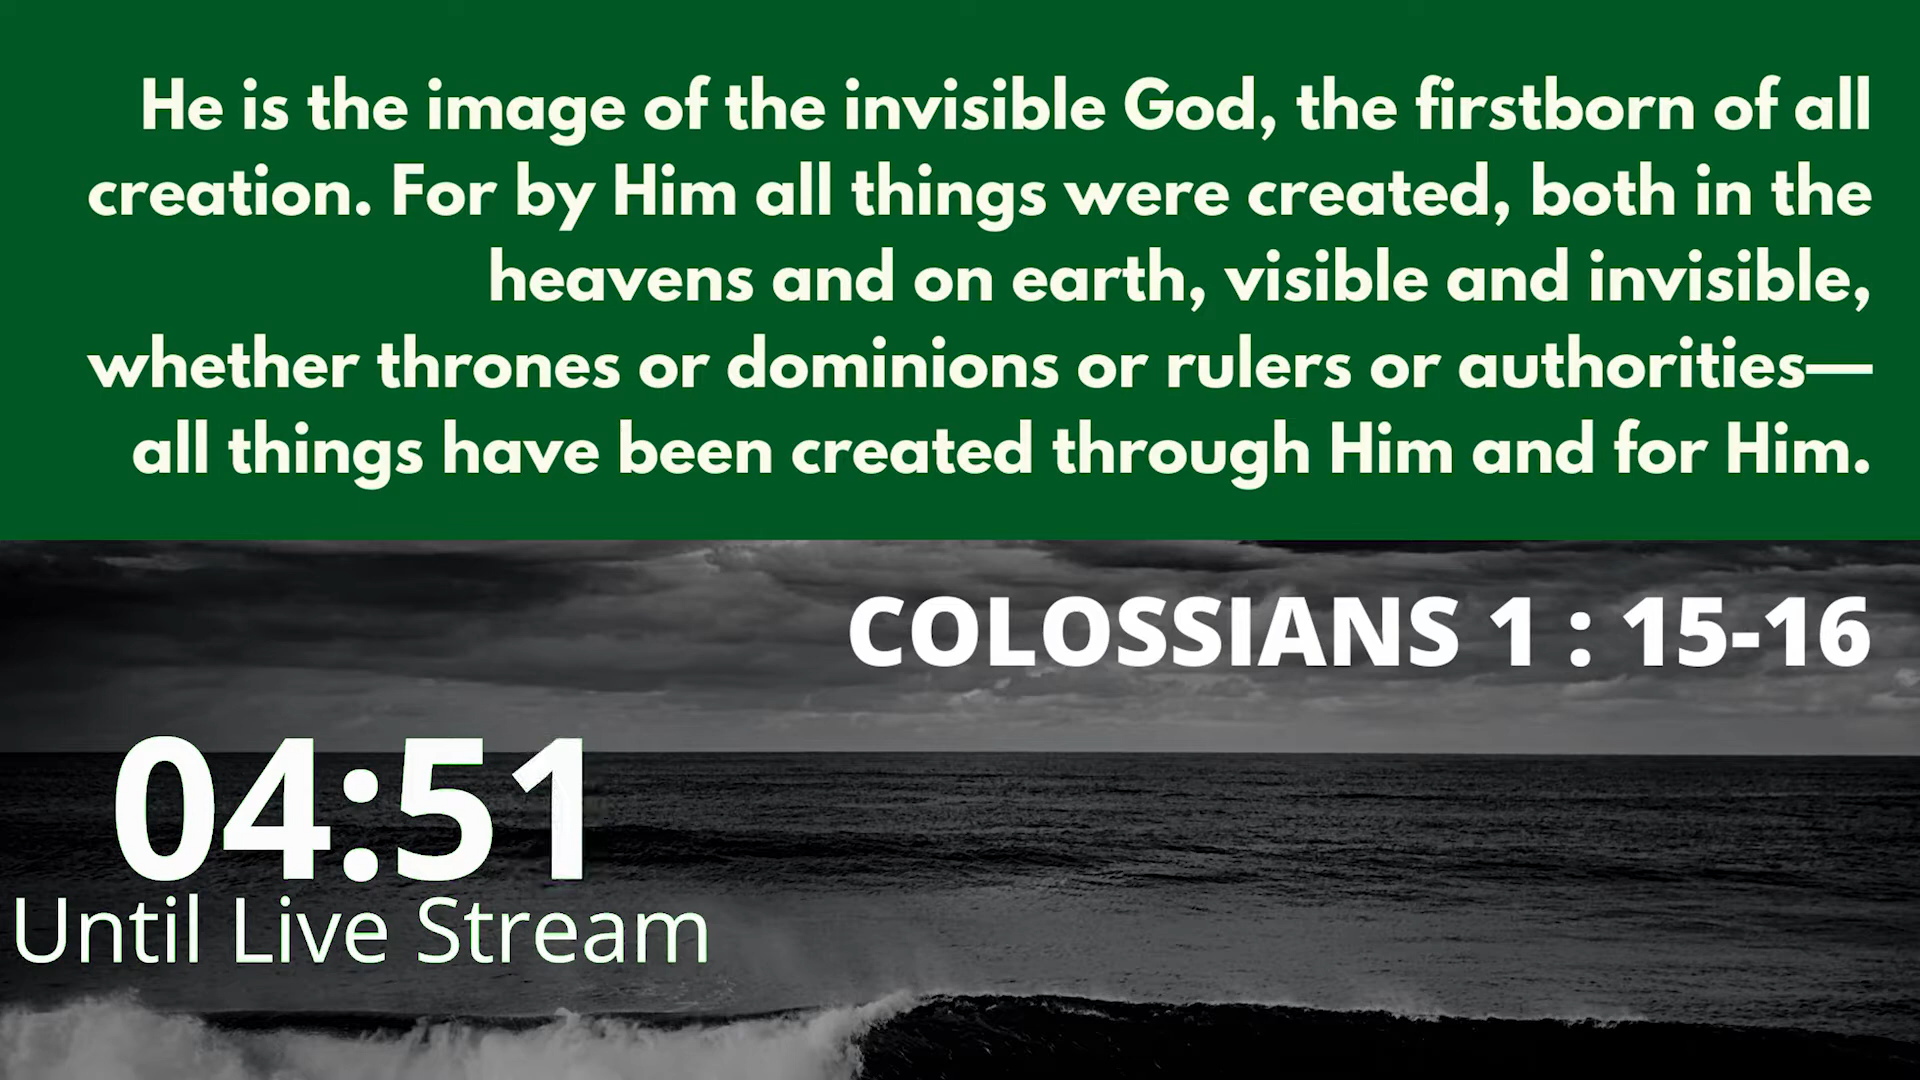 He is the image of the invisible God, the firstborn of all
creation. For by Him all things were created, both in the
heavens and on earth, visible and invisible,
whether thrones or dominions or rulers or authorities—
all things have been created through Him and for Him.
COLOSSIANS 1 : 15-16
04:51
Until Live Stream